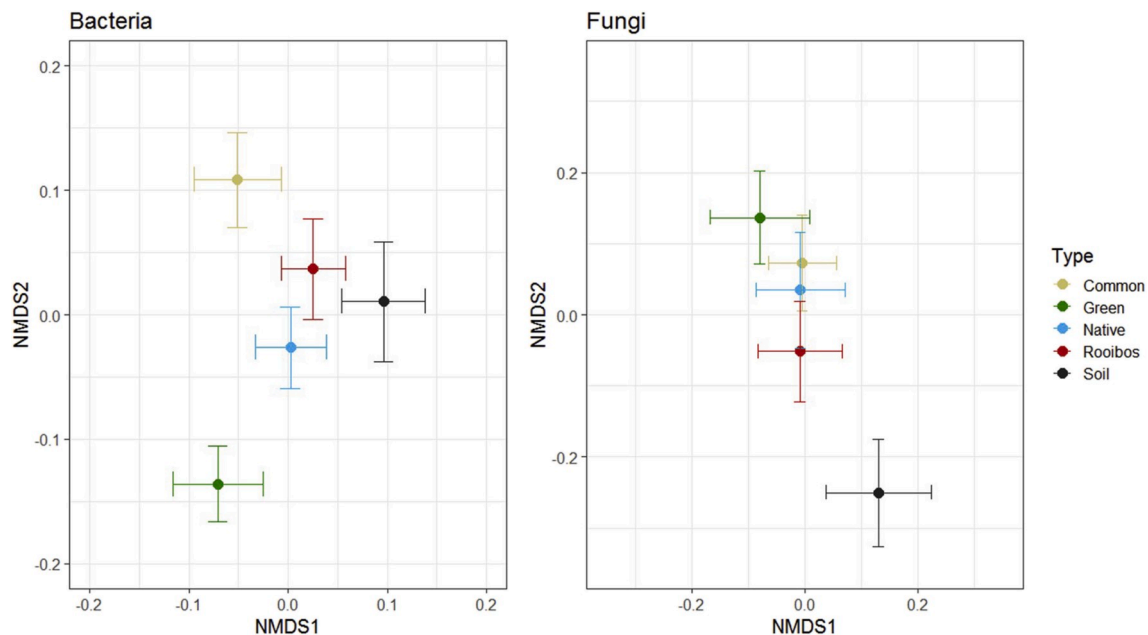 Bacteria
Fungi
NMDS2
0.2
0.1
0.0
-0.1
-0.2
-0.2
-0.1
0.0
0.1
0.2
NMDS1
NMDS2
0.2
0.0
-0.2
-0.2
0.0
0.2
NMDS1
Type
Common
Green
Native
Rooibos
Soil